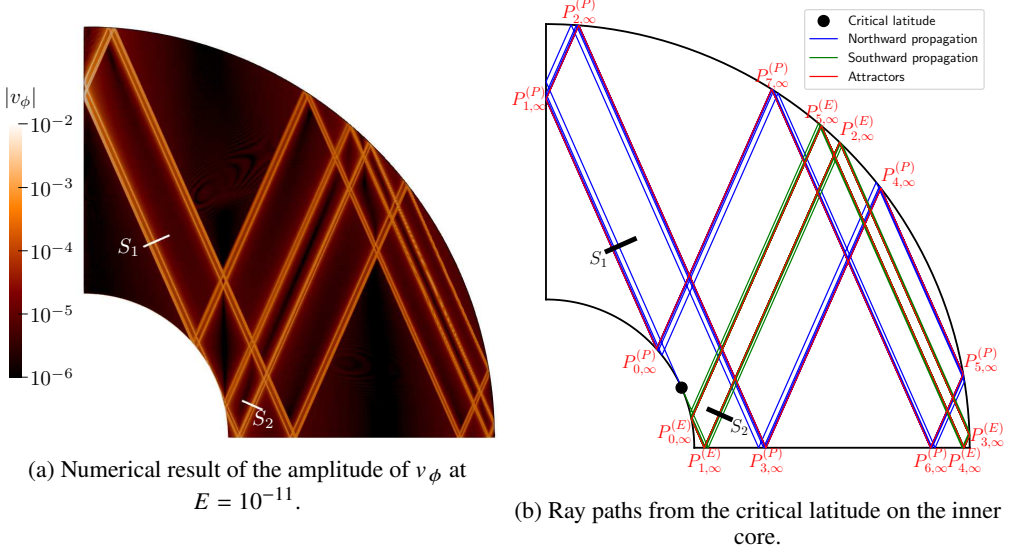 |v_ϕ|
10^{-2}
10^{-3}
10^{-4}
10^{-5}
10^{-6}
S_1
S_2
(a) Numerical result of the amplitude of v_ϕ at
E = 10^{-11}.
Critical latitude
Northward propagation
Southward propagation
Attractors
P_{2,∞}^{(P)}
P_{1,∞}^{(P)}
P_{7,∞}^{(P)}
P_{5,∞}^{(E)}
P_{2,∞}^{(E)}
P_{4,∞}^{(P)}
S_1
P_{0,∞}^{(P)}
P_{5,∞}^{(P)}
P_{0,∞}^{(E)}
S_2
P_{3,∞}^{(E)}
P_{1,∞}^{(E)}
P_{3,∞}^{(P)}
P_{6,∞}^{(P)}
P_{4,∞}^{(E)}
(b) Ray paths from the critical latitude on the inner
core.